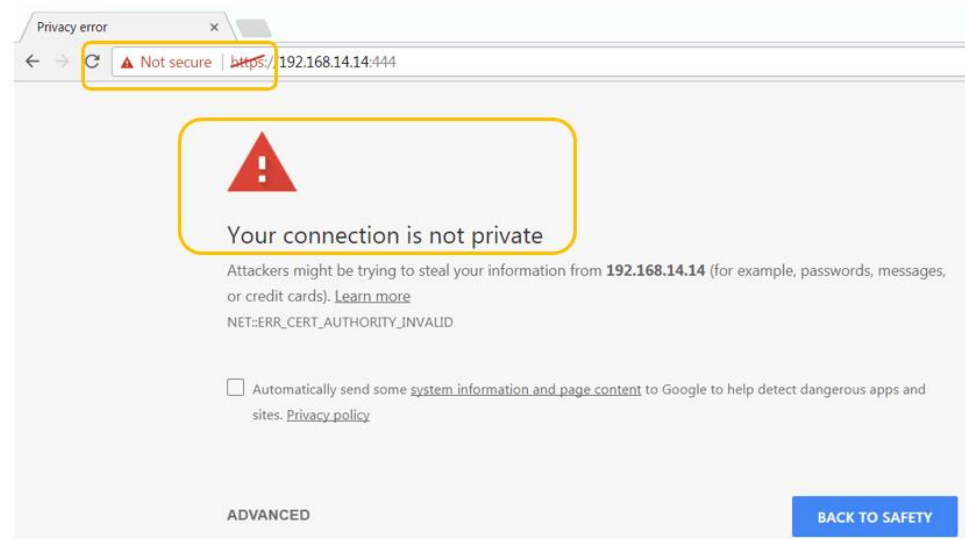 Privacy error
Not secure | https://192.168.14.14:444
Your connection is not private
Attackers might be trying to steal your information from 192.168.14.14 (for example, passwords, messages,
or credit cards). Learn more
NET::ERR_CERT_AUTHORITY_INVALID
Automatically send some system information and page content to Google to help detect dangerous apps and
sites. Privacy policy
ADVANCED
BACK TO SAFETY